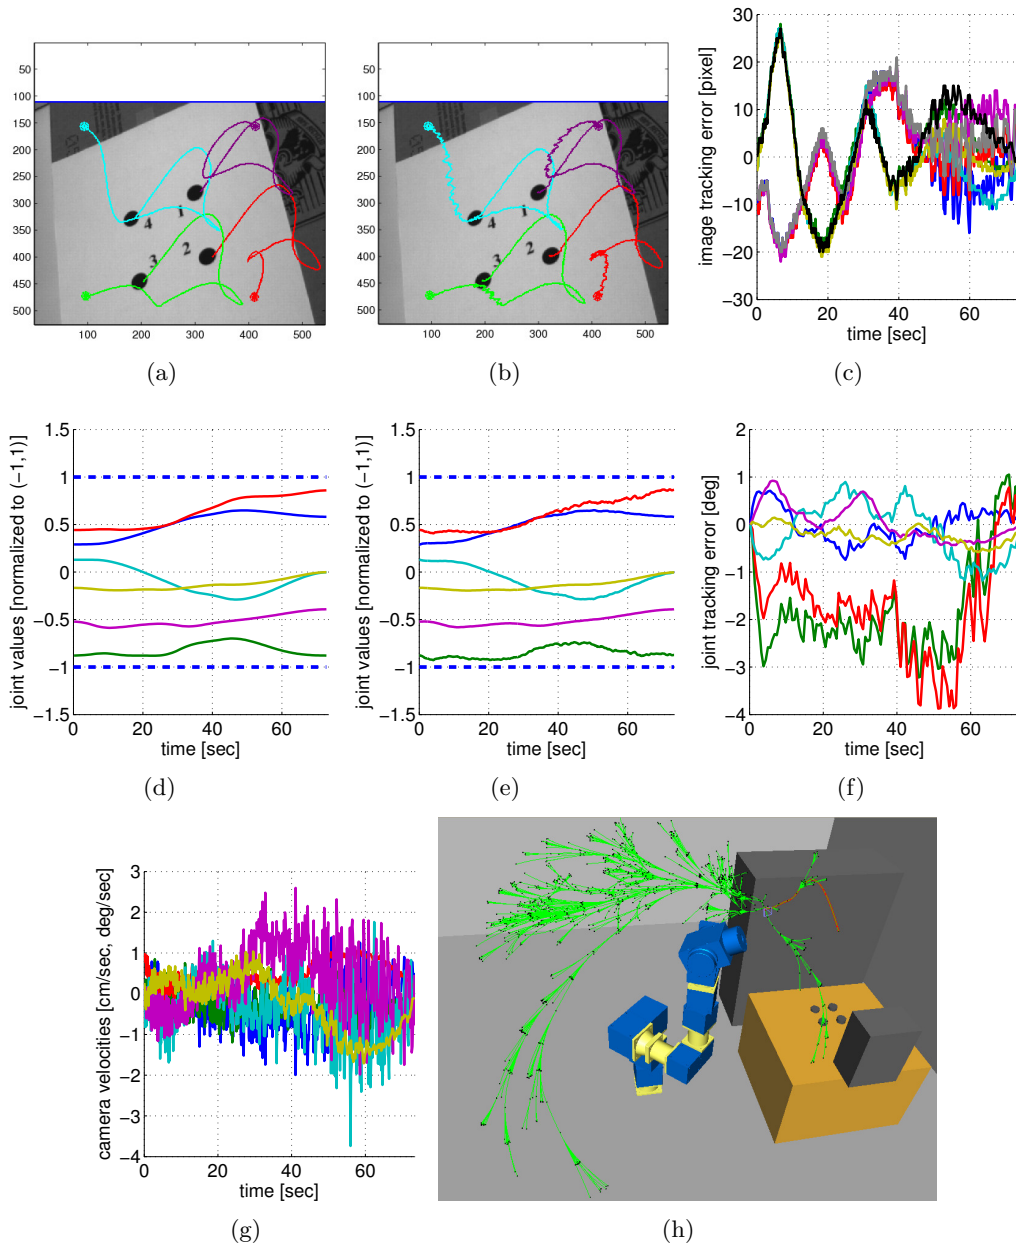 50
100
150
200
250
300
350
400
450
500
100 200 300 400 500
1
2
3
4
(a)
50
100
150
200
250
300
350
400
450
500
100 200 300 400 500
1
2
3
4
(b)
image tracking error [pixel]
30
20
10
0
−10
−20
−30
0 20 40 60
time [sec]
(c)
joint values [normalized to (−1,1)]
1.5
1
0.5
0
−0.5
−1
−1.5
0 20 40 60
time [sec]
(d)
joint values [normalized to (−1,1)]
1.5
1
0.5
0
−0.5
−1
−1.5
0 20 40 60
time [sec]
(e)
joint tracking error [deg]
2
1
0
−1
−2
−3
−4
0 20 40 60
time [sec]
(f)
camera velocities [cm/sec, deg/sec]
3
2
1
0
−1
−2
−3
−4
0 20 40 60
time [sec]
(g)
(h)